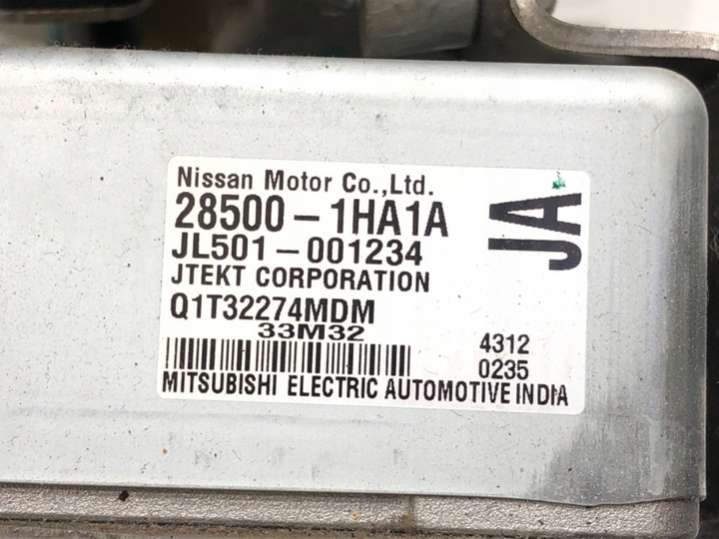 Nissan Motor Co.,Ltd.
28500-1HA1A
JA
JL501-001234
JTEKT CORPORATION
Q1T32274MDM
33M32
4312
0235
MITSUBISHI ELECTRIC AUTOMOTIVE INDIA